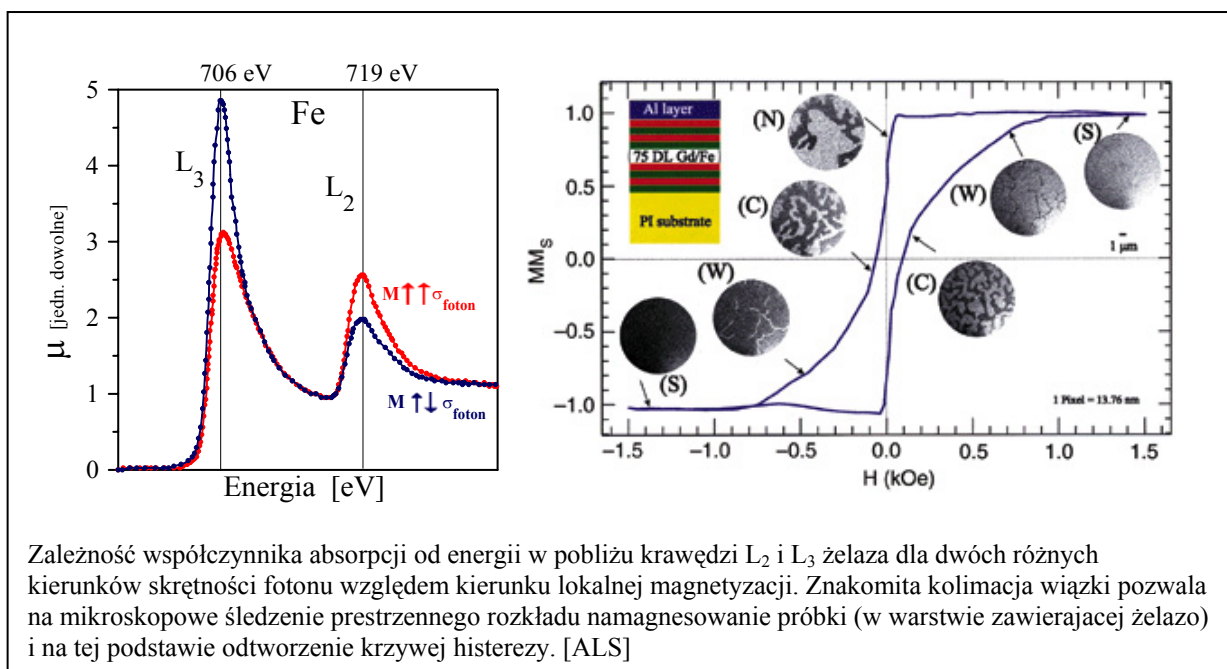 706 eV 719 eV
5
4
3
2
1
0
Fe
L3
L2
M↑↑σfoton
M↑↓σfoton
μ [jedn. dowolne]
Energia [eV]
1.0
0.5
0.0
−0.5
−1.0
MMS
Al layer
75 DL Gd/Fe
PI substrate
(N)
(C)
(W)
(S)
(S)
(W)
(C)
1 μm
1 Pixel = 13.76 nm
−1.5 −1.0 −0.5 0.0 0.5 1.0 1.5
H (kOe)
Zależność współczynnika absorpcji od energii w pobliżu krawędzi L2 i L3 żelaza dla dwóch różnych
kierunków skrętności fotonu względem kierunku lokalnej magnetyzacji. Znakomita kolimacja wiązki pozwala
na mikroskopowe śledzenie prestrzennego rozkładu namagnesowanie próbki (w warstwie zawierajacej żelazo)
i na tej podstawie odtworzenie krzywej histerezy. [ALS]